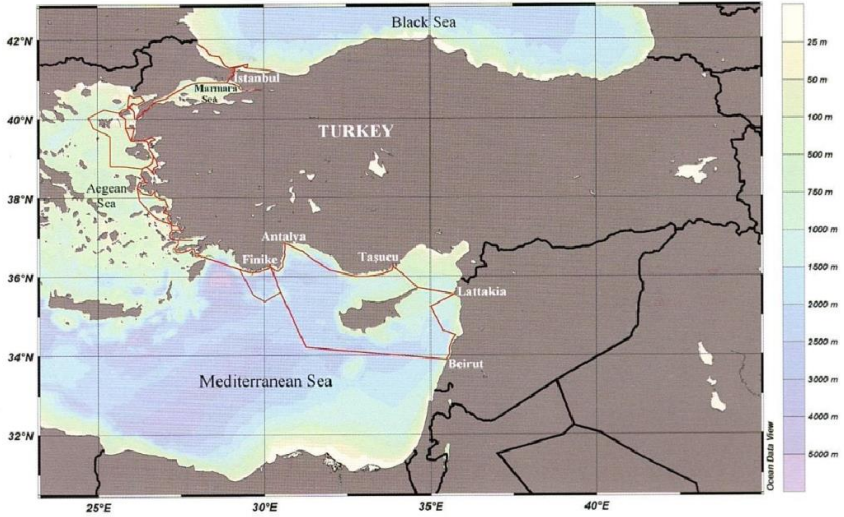 Black Sea
42°N
25 m
İstanbul
50 m
Marmara
Sea
100 m
40°N
TURKEY
500 m
Aegean
Sea
750 m
38°N
1000 m
Antalya
Finike
Taşucu
1500 m
36°N
Lattakia
2000 m
2500 m
34°N
Beirut
Mediterranean Sea
3000 m
4000 m
32°N
5000 m
Ocean Data View
25°E
30°E
35°E
40°E